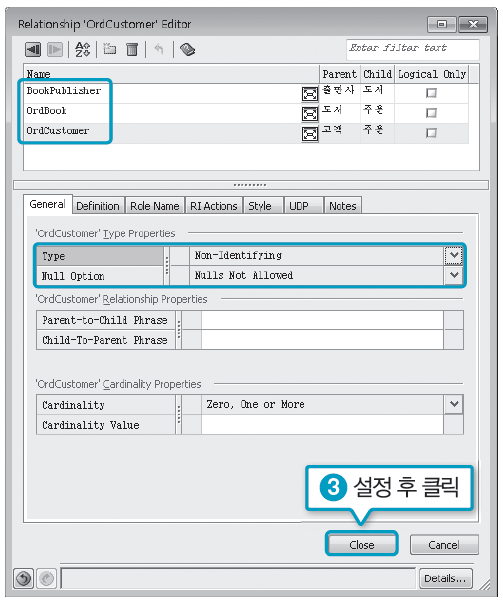 Relationship 'OrdCustomer' Editor
Enter filter text
Name Parent Child Logical Only
BookPublisher 출판사 도서
OrdBook 도서 주문
OrdCustomer 고객 주문
General Definition Role Name RI Actions Style UDP Notes
'OrdCustomer' Type Properties
Type Non-Identifying
Null Option Nulls Not Allowed
'OrdCustomer' Relationship Properties
Parent-to-Child Phrase
Child-To-Parent Phrase
'OrdCustomer' Cardinality Properties
Cardinality Zero, One or More
Cardinality Value
3 설정 후 클릭
Close Cancel
Details...